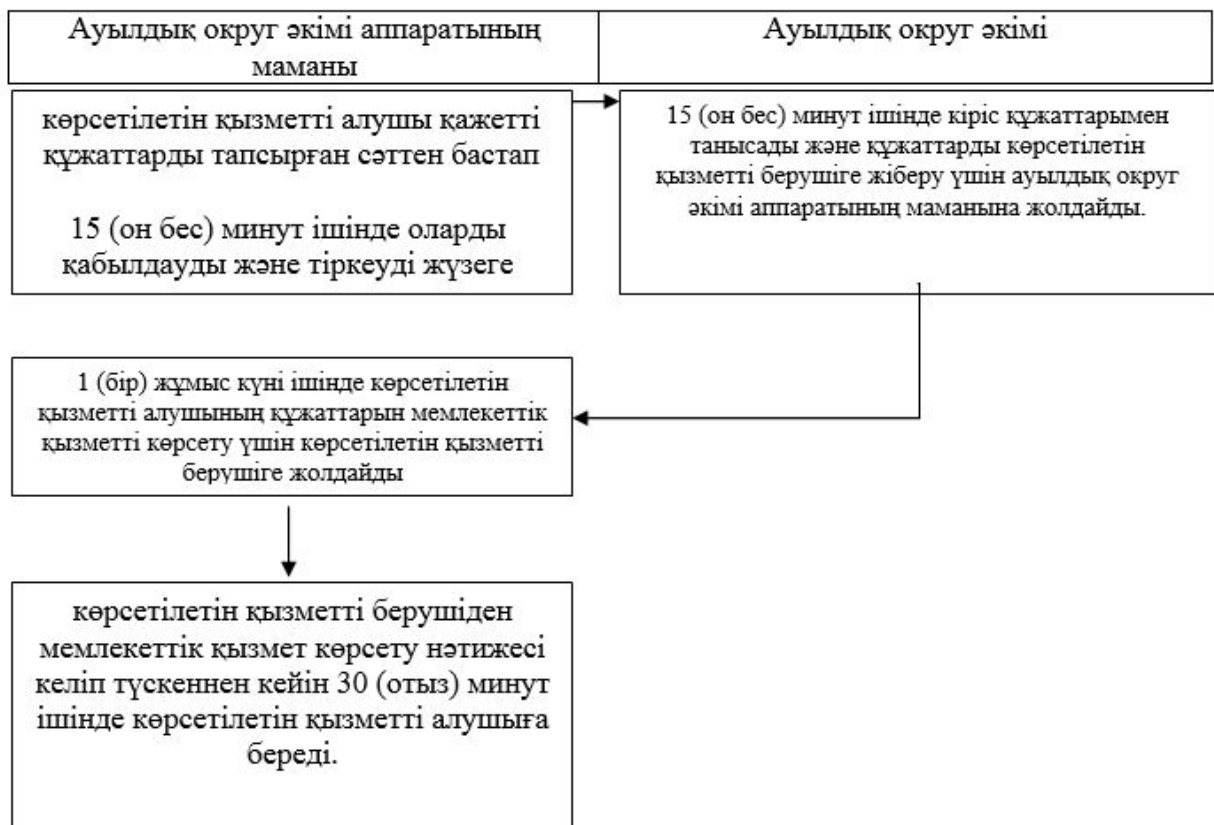 Ауылдық округ әкімі аппаратының
маманы
Ауылдық округ әкімі
көрсетілетін қызметті алушы қажетті
құжаттарды тапсырған сәттен бастап
15 (он бес) минут ішінде оларды
қабылдауды және тіркеуді жүзеге
15 (он бес) минут ішінде кіріс құжаттарымен
танысады және құжаттарды көрсетілетін
қызметті берушіге жіберу үшін ауылдық округ
әкімі аппаратының маманына жолдайды.
1 (бір) жұмыс күні ішінде көрсетілетін
қызметті алушының құжаттарын мемлекеттік
қызметті көрсету үшін көрсетілетін қызметті
берушіге жолдайды
көрсетілетін қызметті берушіден
мемлекеттік қызмет көрсету нәтижесі
келіп түскеннен кейін 30 (отыз) минут
ішінде көрсетілетін қызметті алушыға
береді.